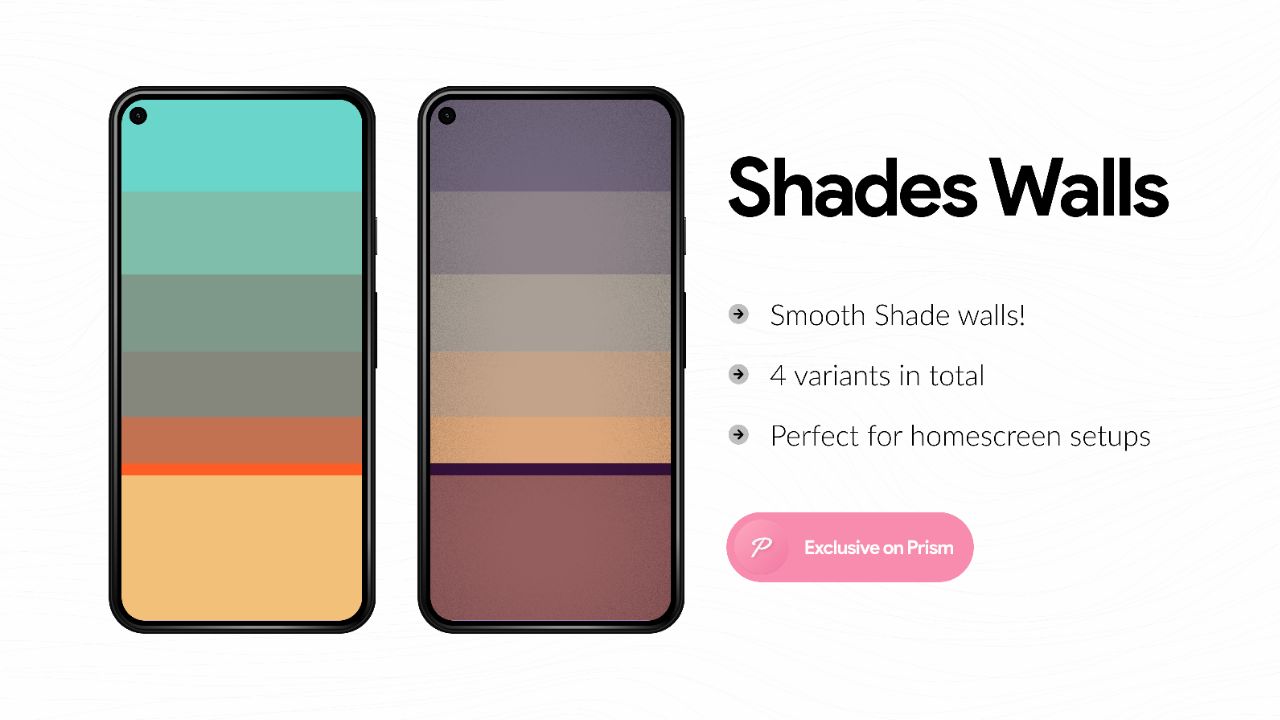 Shades Walls
Smooth Shade walls!
4 variants in total
Perfect for homescreen setups
P Exclusive on Prism